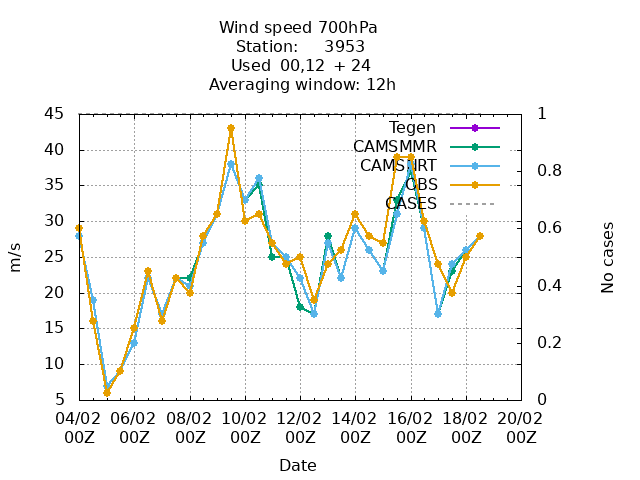 Wind speed 700hPa
Station: 3953
Used 00,12 + 24
Averaging window: 12h
45 1
40
35
30
25
20
15
10
5
0.8
0.6
0.4
0.2
0
Tegen
CAMSMMR
CAMSNRT
OBS
CASES
m/s
No cases
04/02 06/02 08/02 10/02 12/02 14/02 16/02 18/02 20/02
00Z 00Z 00Z 00Z 00Z 00Z 00Z 00Z 00Z
Date